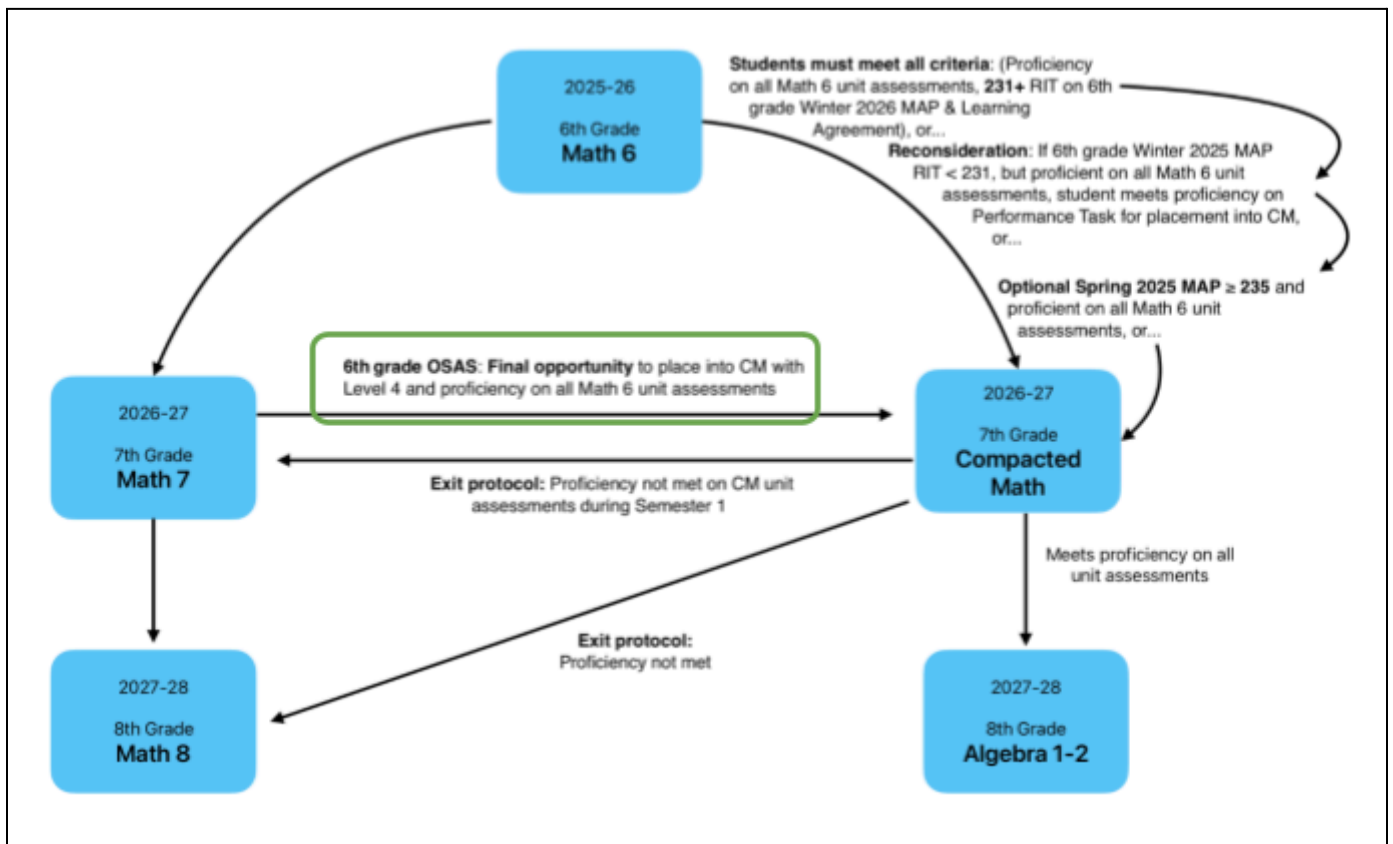 2025-26
6th Grade
Math 6
Students must meet all criteria: (Proficiency
on all Math 6 unit assessments, 231+ RIT on 6th
grade Winter 2026 MAP & Learning
Agreement), or...
Reconsideration: If 6th grade Winter 2025 MAP
RIT < 231, but proficient on all Math 6 unit
assessments, student meets proficiency on
Performance Task for placement into CM,
or...
Optional Spring 2025 MAP ≥ 235 and
proficient on all Math 6 unit
assessments, or...
6th grade OSAS: Final opportunity to place into CM with
Level 4 and proficiency on all Math 6 unit assessments
2026-27
7th Grade
Math 7
2026-27
7th Grade
Compacted
Math
Exit protocol: Proficiency not met on CM unit
assessments during Semester 1
Meets proficiency on all
unit assessments
Exit protocol:
Proficiency not met
2027-28
8th Grade
Math 8
2027-28
8th Grade
Algebra 1-2